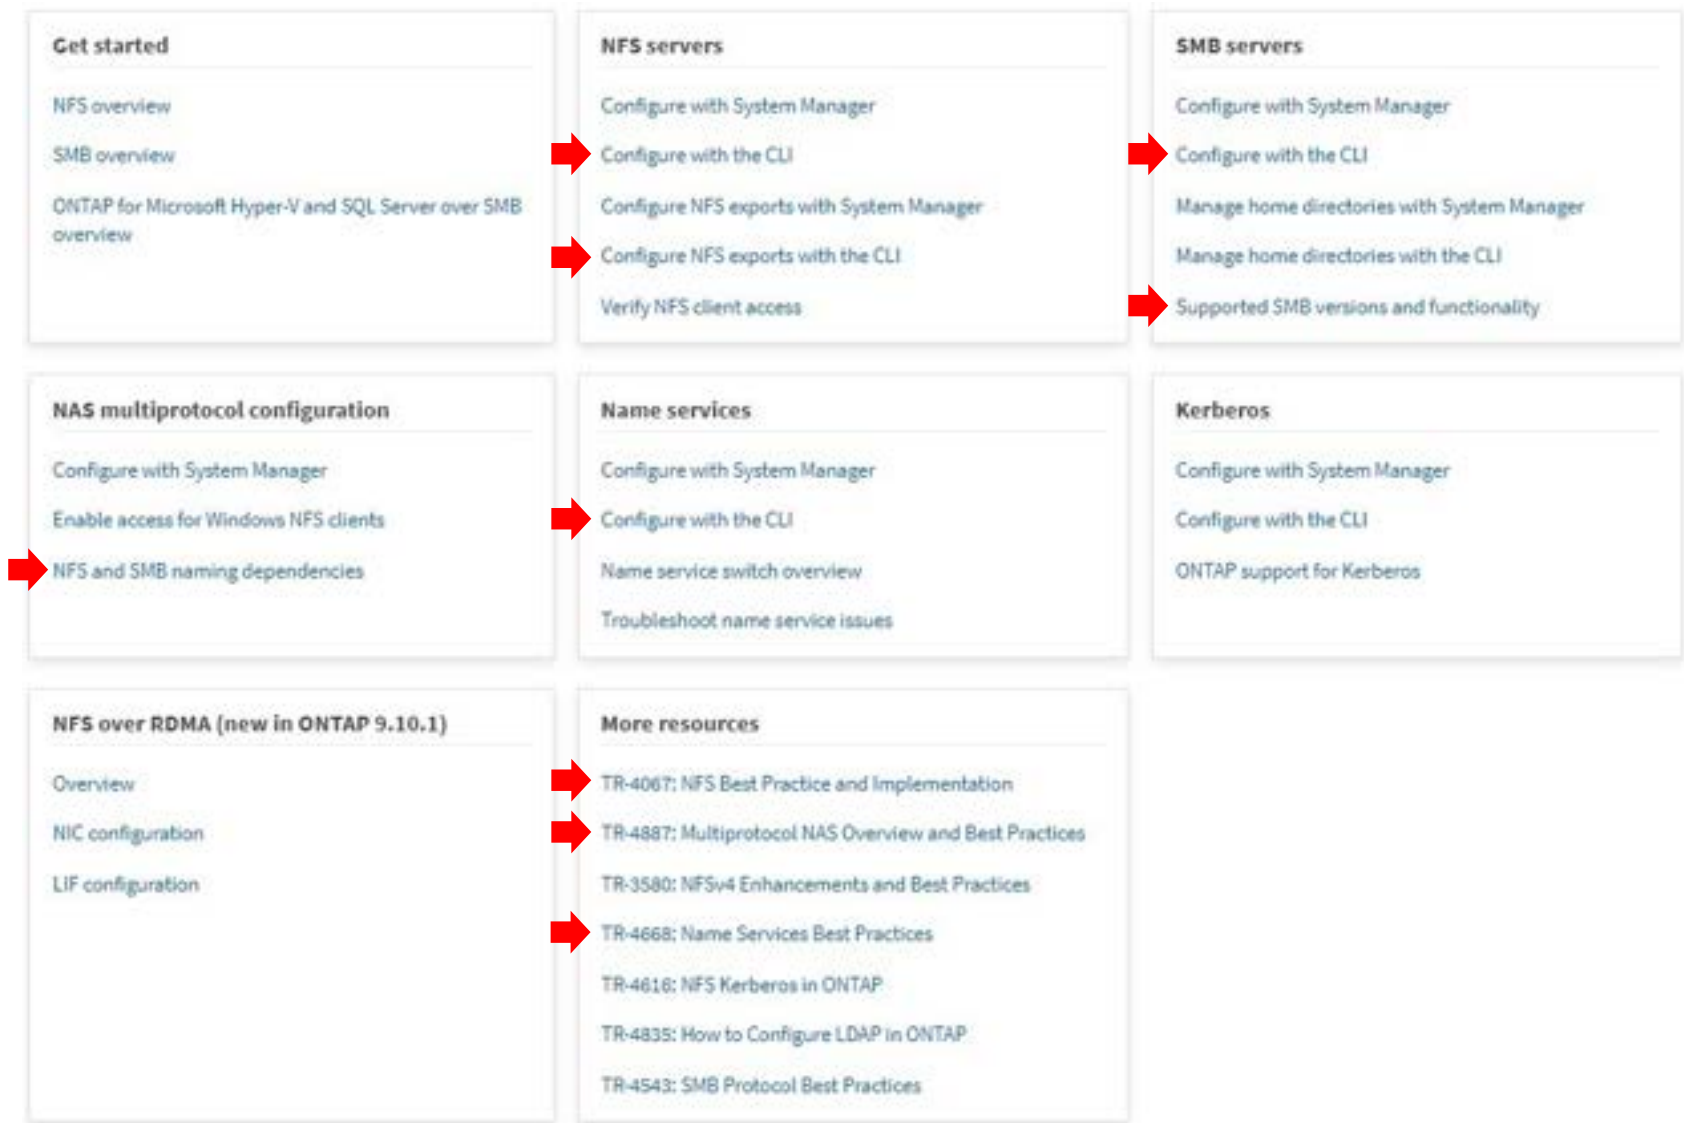 Get started
NFS overview
SMB overview
ONTAP for Microsoft Hyper-V and SQL Server over SMB
overview
NFS servers
Configure with System Manager
Configure with the CLI
Configure NFS exports with System Manager
Configure NFS exports with the CLI
Verify NFS client access
SMB servers
Configure with System Manager
Configure with the CLI
Manage home directories with System Manager
Manage home directories with the CLI
Supported SMB versions and functionality
NAS multiprotocol configuration
Configure with System Manager
Enable access for Windows NFS clients
NFS and SMB naming dependencies
Name services
Configure with System Manager
Configure with the CLI
Name service switch overview
Troubleshoot name service issues
Kerberos
Configure with System Manager
Configure with the CLI
ONTAP support for Kerberos
NFS over RDMA (new in ONTAP 9.10.1)
Overview
NIC configuration
LIF configuration
More resources
TR-4067: NFS Best Practice and Implementation
TR-4887: Multiprotocol NAS Overview and Best Practices
TR-3580: NFSv4 Enhancements and Best Practices
TR-4668: Name Services Best Practices
TR-4616: NFS Kerberos in ONTAP
TR-4835: How to Configure LDAP in ONTAP
TR-4543: SMB Protocol Best Practices